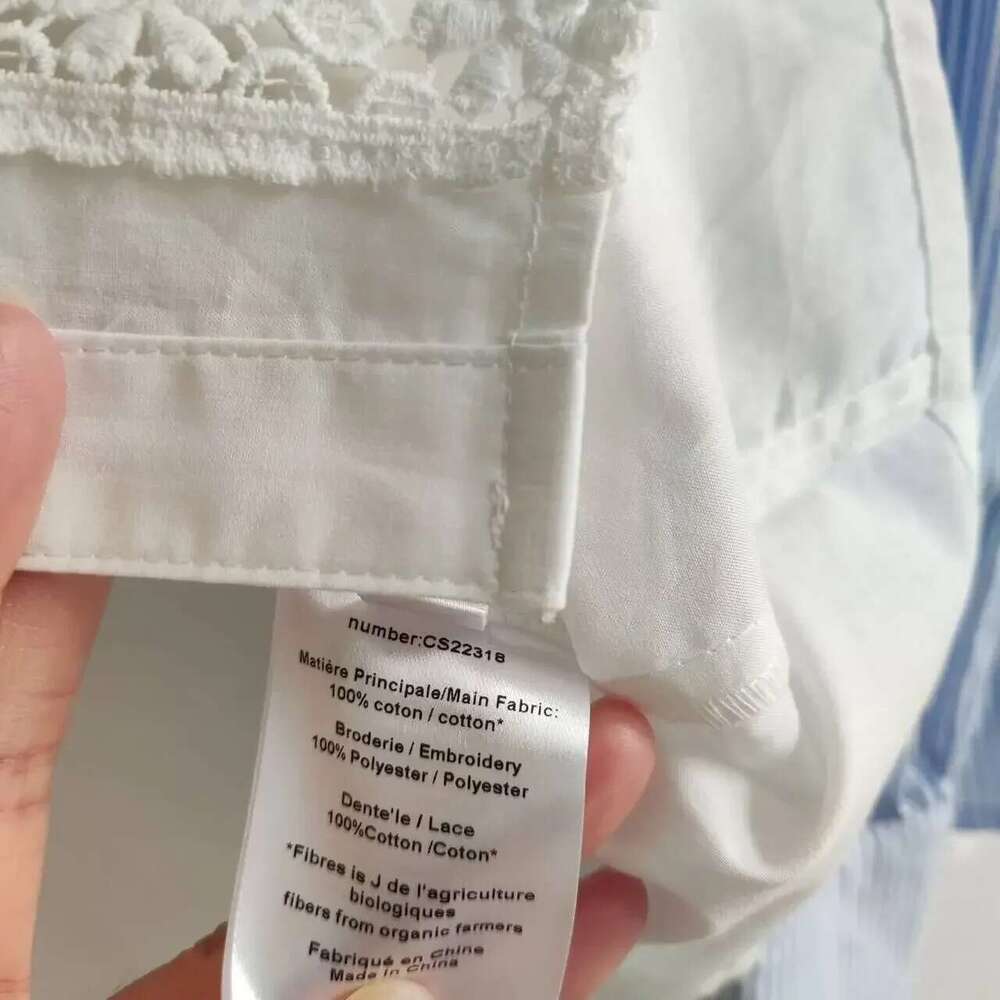 number:CS22318
Matière Principale/Main Fabric:
100% coton / cotton*
Broderie / Embroidery
100% Polyester / Polyester
Dente'le / Lace
100%Cotton /Coton*
*Fibres is J de l'agriculture
biologiques
fibers from organic farmers
Fabriqué en Chine
Made in China